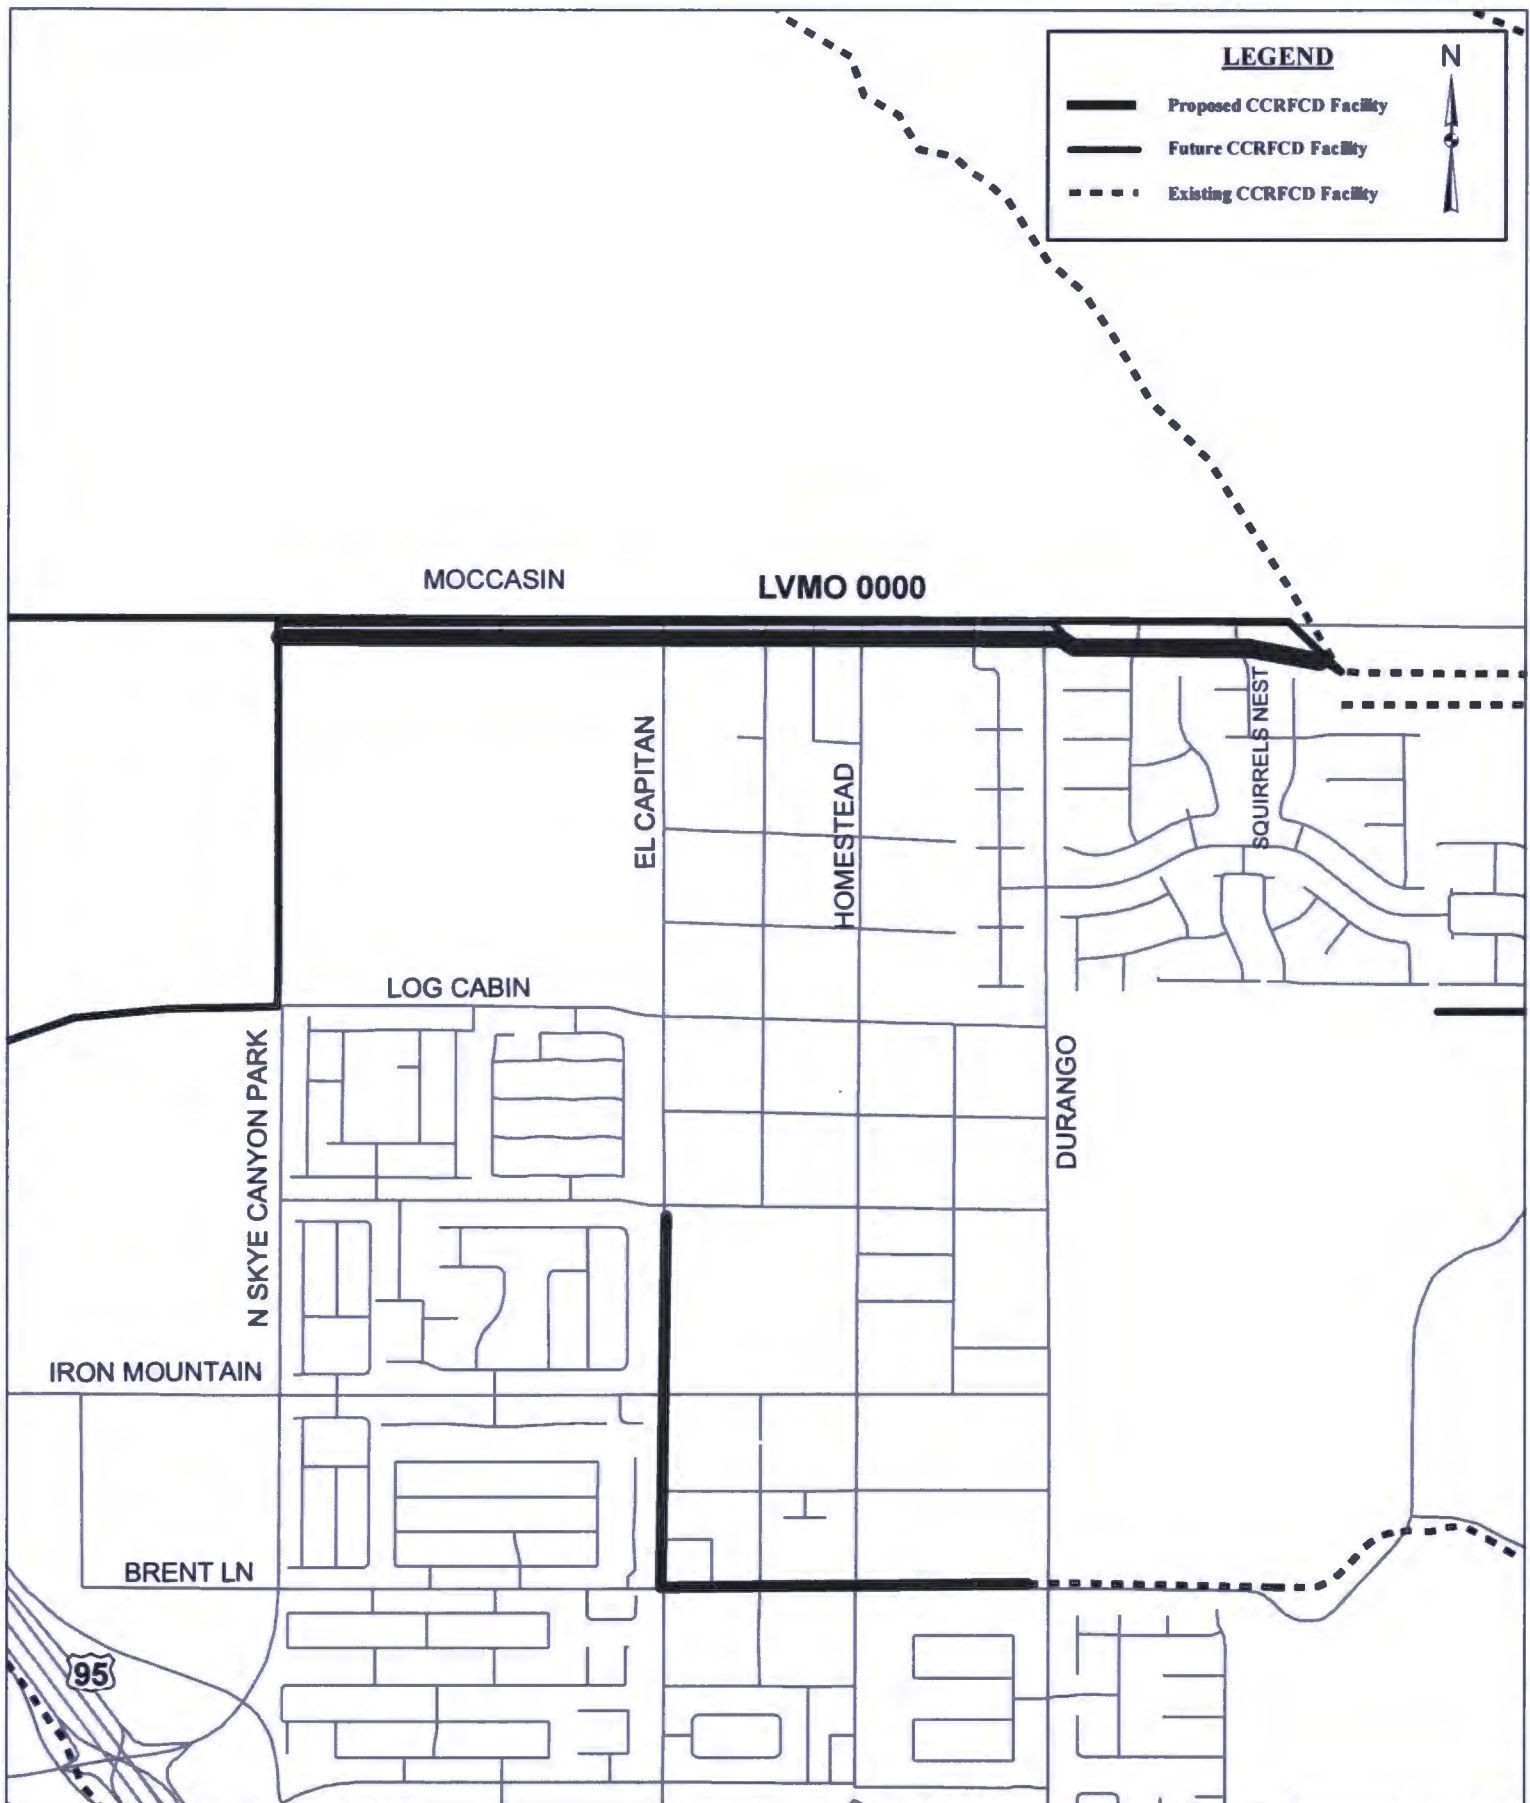 LEGEND
N
Proposed CCRFCD Facility
Future CCRFCD Facility
Existing CCRFCD Facility
MOCCASIN
LVMO 0000
EL CAPITAN
HOMESTEAD
SQUIRRELS NEST
LOG CABIN
N SKYE CANYON PARK
DURANGO
IRON MOUNTAIN
BRENT LN
95